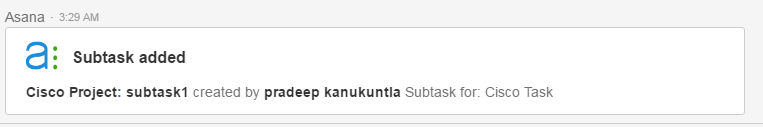 Asana · 3:29 AM
a:
Subtask added
Cisco Project: subtask1 created by pradeep kanukuntla Subtask for: Cisco Task